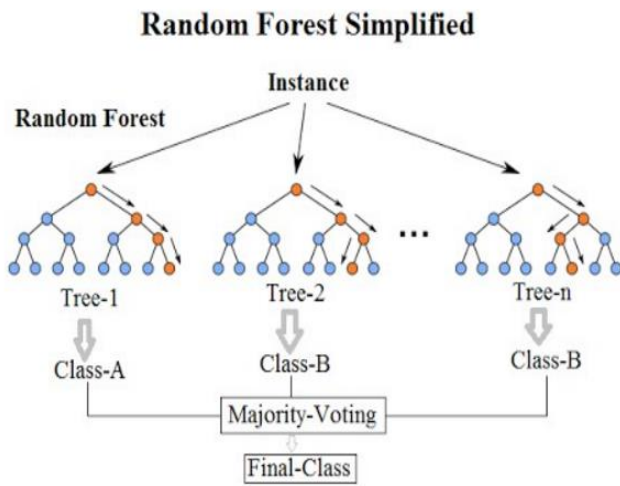 Random Forest Simplified
Instance
Random Forest
...
Tree-1
Tree-2
Tree-n
Class-A
Class-B
Class-B
Majority-Voting
Final-Class